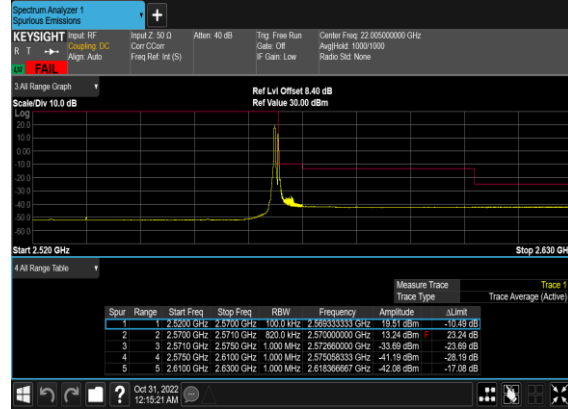 Spectrum Analyzer 1
Spurious Emissions
+
KEYSIGHT Input: RF Input Z: 50 Ω Atten: 40 dB Trig: Free Run Center Freq: 22.005000000 GHz
R T Coupling: DC Corr CCorr Gate: Off Avg|Hold: 1000/1000
Align: Auto Freq Ref: Int (S) IF Gain: Low Radio Std: None
FAIL
3 All Range Graph
Ref Lvl Offset 8.40 dB
Scale/Div 10.0 dB Ref Value 30.00 dBm
Log
20.0
10.0
0.00
-10.0
-20.0
-30.0
-40.0
-50.0
-60.0
Start 2.520 GHz Stop 2.630 GH
4 All Range Table
Measure Trace Trace 1
Trace Type Trace Average (Active)
Spur Range Start Freq Stop Freq RBW Frequency Amplitude ΔLimit
1 1 2.5200 GHz 2.5700 GHz 100.0 kHz 2.569333333 GHz 19.51 dBm -10.49 dB
2 2 2.5700 GHz 2.5710 GHz 820.0 kHz 2.570000000 GHz 13.24 dBm F 23.24 dB
3 3 2.5710 GHz 2.5750 GHz 1.000 MHz 2.572660000 GHz -33.69 dBm -23.69 dB
4 4 2.5750 GHz 2.6100 GHz 1.000 MHz 2.575058333 GHz -41.19 dBm -28.19 dB
5 5 2.6100 GHz 2.6300 GHz 1.000 MHz 2.618366667 GHz -42.08 dBm -17.08 dB
? Oct 31, 2022
12:15:21 AM